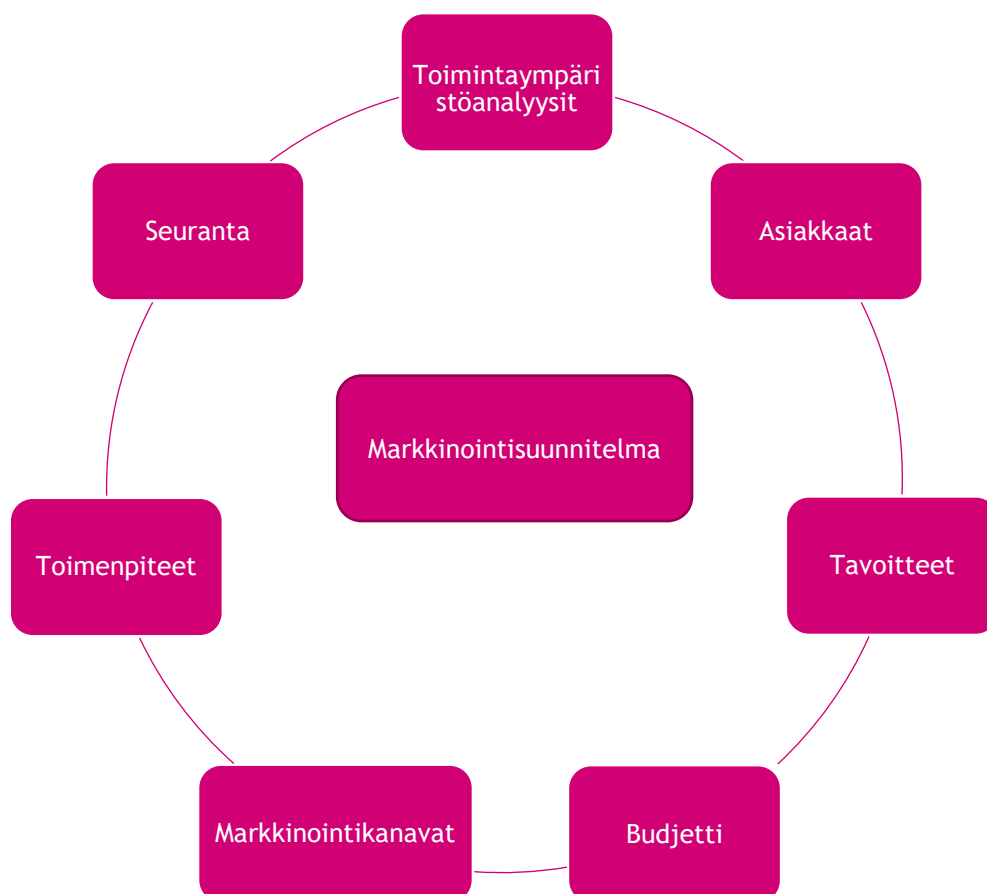 Toimintaympäri
stöanalyysit
Asiakkaat
Tavoitteet
Budjetti
Markkinointikanavat
Toimenpiteet
Seuranta
Markkinointisuunnitelma